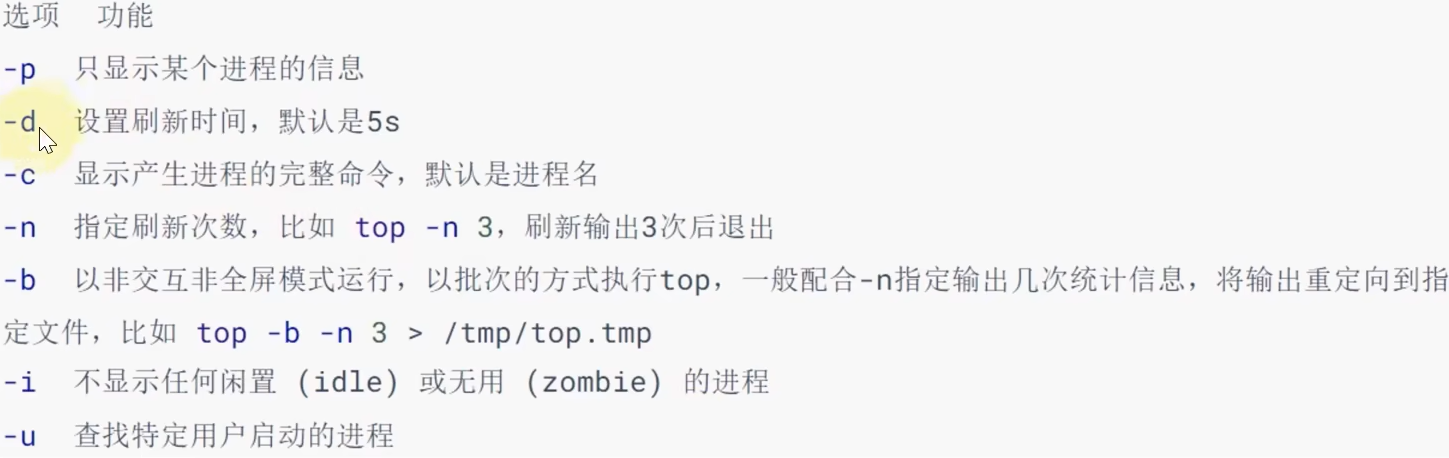 选项 功能
-p 只显示某个进程的信息
-d 设置刷新时间，默认是5s
-c 显示产生进程的完整命令，默认是进程名
-n 指定刷新次数，比如 top -n 3，刷新输出3次后退出
-b 以非交互非全屏模式运行，以批次的方式执行top，一般配合-n指定输出几次统计信息，将输出重定向到指
定文件，比如 top -b -n 3 > /tmp/top.tmp
-i 不显示任何闲置 (idle) 或无用 (zombie) 的进程
-u 查找特定用户启动的进程